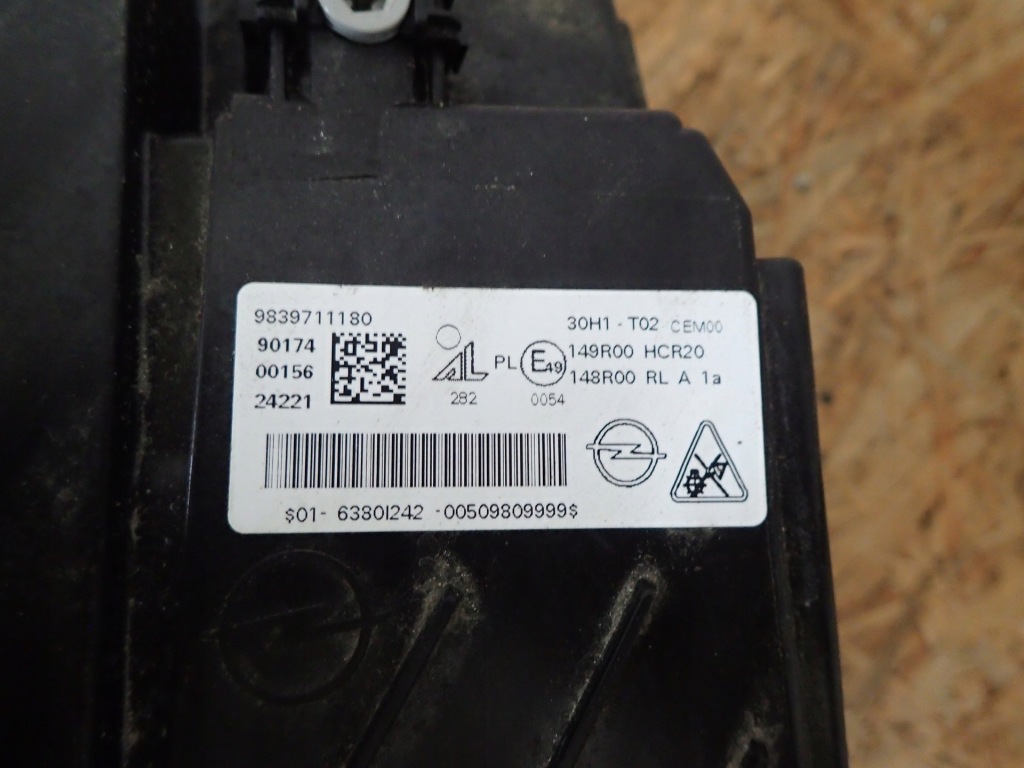 9839711180
90174
00156
24221
AL
282
PL
E49
0054
30H1 - T02 CEM00
149R00 HCR20
148R00 RL A 1a
$01- 6380I242 -00509809999$